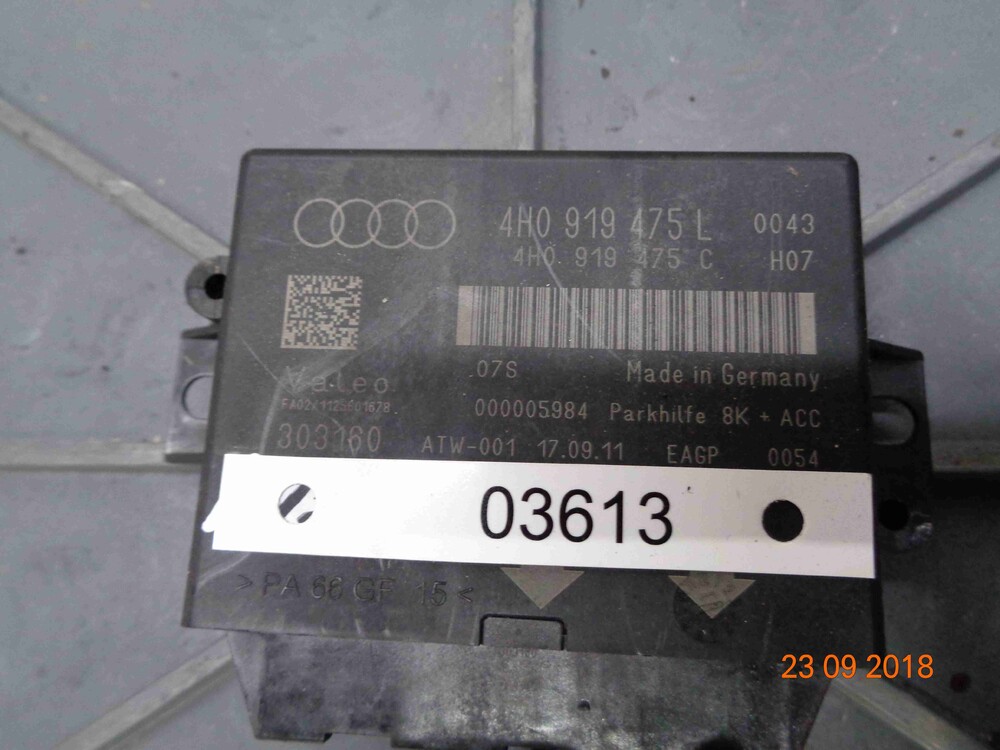 4H0 919 475 L 0043
4H0 919 475 C H07
07S Made in Germany
Valeo
000005984 Parkhilfe 8K + ACC
303160
ATW-001 17.09.11 EAGP 0054
03613
>PA 66 GF 15<
23 09 2018